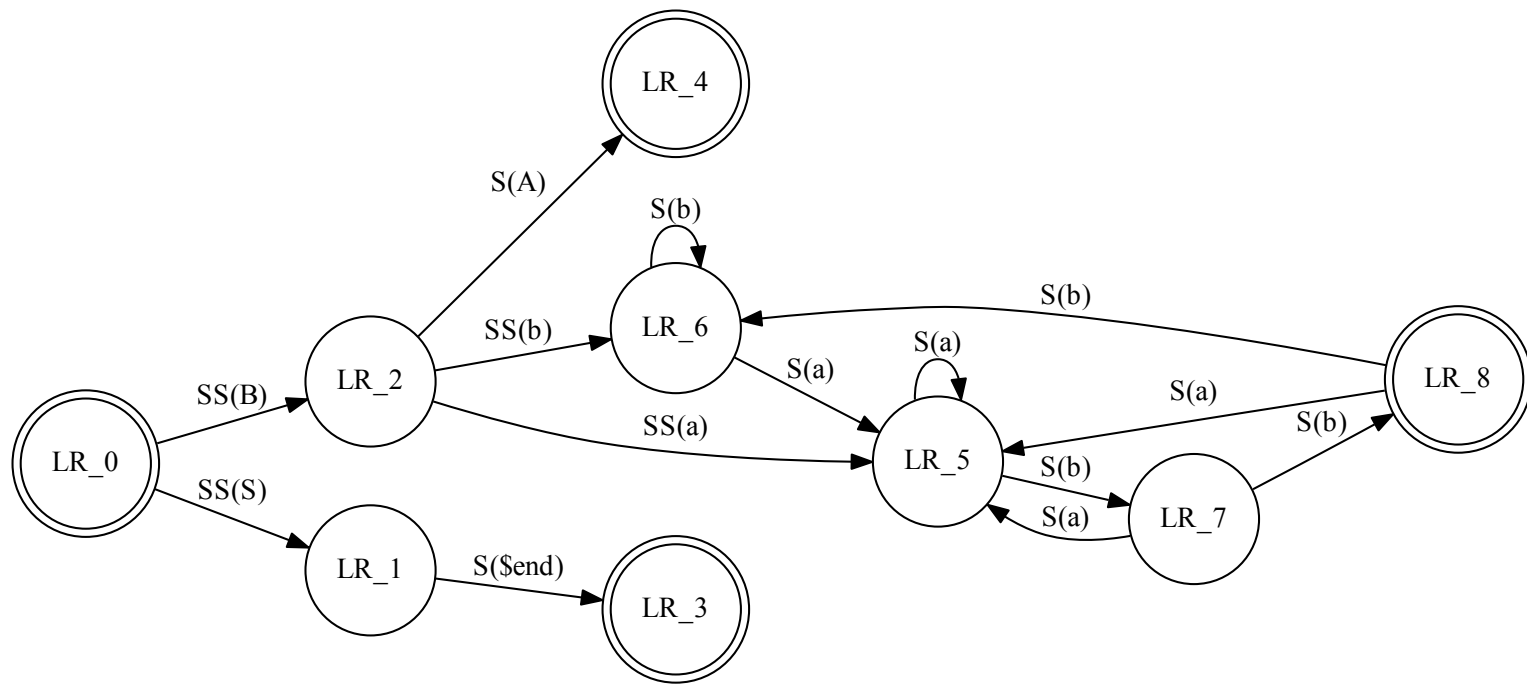 LR_4
S(A)
S(b)
LR_6
S(b)
SS(b)
S(a)
S(a)
LR_8
LR_2
S(a)
SS(B)
SS(a)
S(b)
LR_0
LR_5
S(b)
SS(S)
S(a)
LR_7
LR_1
S($end)
LR_3